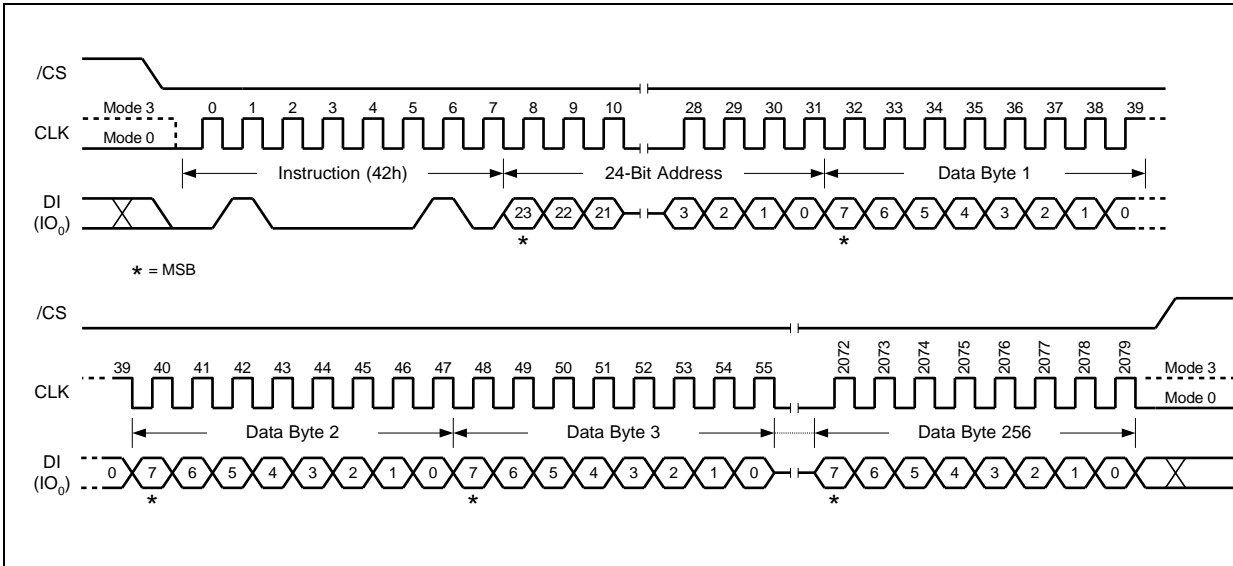 /CS
Mode 3 0 1 2 3 4 5 6 7 8 9 10 28 29 30 31 32 33 34 35 36 37 38 39
CLK
Mode 0
Instruction (42h) 24-Bit Address Data Byte 1
DI
(IO0)
23 22 21 3 2 1 0 7 6 5 4 3 2 1 0
* *
* = MSB
/CS
39 40 41 42 43 44 45 46 47 48 49 50 51 52 53 54 55 2072 2073 2074 2075 2076 2077 2078 2079 Mode 3
CLK
Mode 0
Data Byte 2 Data Byte 3 Data Byte 256
DI
(IO0)
0 7 6 5 4 3 2 1 0 7 6 5 4 3 2 1 0 7 6 5 4 3 2 1 0
* * *